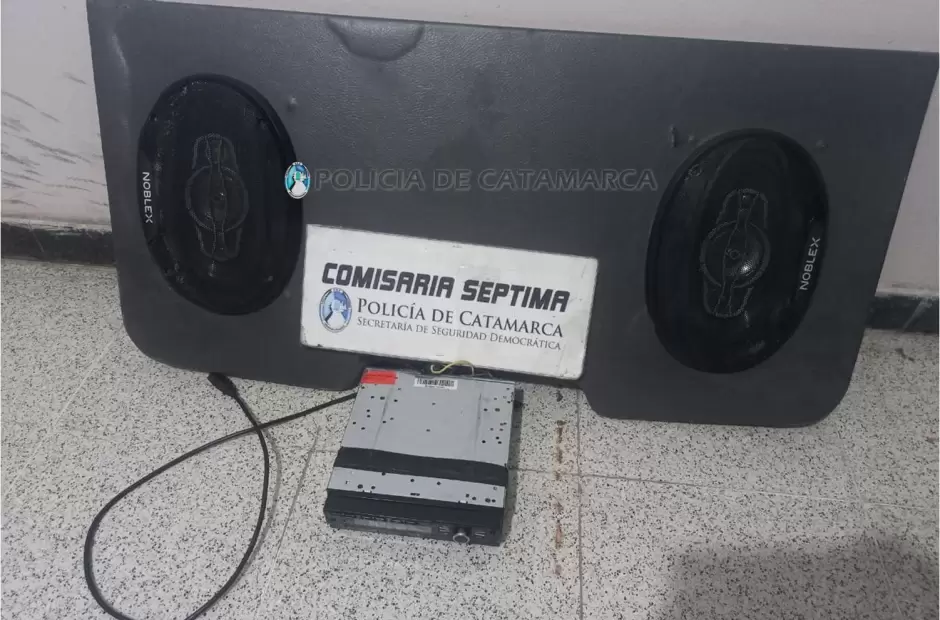 NOBLEX
POLICIA DE CATAMARCA
COMISARIA SEPTIMA
POLICÍA DE CATAMARCA
SECRETARÍA DE SEGURIDAD DEMOCRÁTICA
NOBLEX